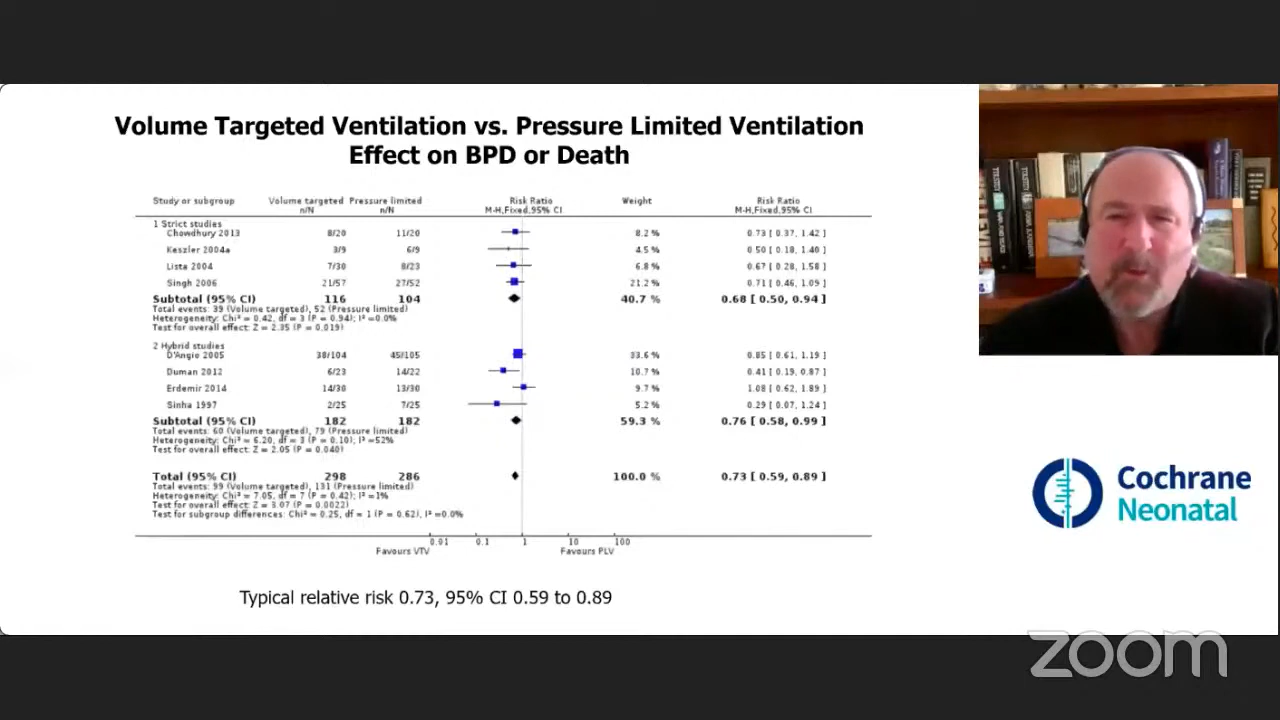 Volume Targeted Ventilation vs. Pressure Limited Ventilation
Effect on BPD or Death
Study or subgroup Volume targeted Pressure limited Risk Ratio Weight Risk Ratio
n/N n/N M-H,Fixed,95% CI M-H,Fixed,95% CI
1 Strict studies
Chowdhury 2013 8/20 11/20 8.2 % 0.73 [ 0.37, 1.42 ]
Keszler 2004a 3/9 6/9 4.5 % 0.50 [ 0.18, 1.40 ]
Lista 2004 7/30 8/23 6.8 % 0.67 [ 0.28, 1.58 ]
Singh 2006 21/57 27/52 21.2 % 0.71 [ 0.46, 1.09 ]
Subtotal (95% CI) 116 104 40.7 % 0.68 [ 0.50, 0.94 ]
Total events: 39 (Volume targeted), 52 (Pressure limited)
Heterogeneity: Chi² = 0.42, df = 3 (P = 0.94); I² =0.0%
Test for overall effect: Z = 2.35 (P = 0.019)
2 Hybrid studies
D'Angio 2005 38/104 45/105 33.6 % 0.85 [ 0.61, 1.19 ]
Duman 2012 6/23 14/22 10.7 % 0.41 [ 0.19, 0.87 ]
Erdemir 2014 14/30 13/30 9.7 % 1.08 [ 0.62, 1.89 ]
Sinha 1997 2/25 7/25 5.2 % 0.29 [ 0.07, 1.24 ]
Subtotal (95% CI) 182 182 59.3 % 0.76 [ 0.58, 0.99 ]
Total events: 60 (Volume targeted), 79 (Pressure limited)
Heterogeneity: Chi² = 6.20, df = 3 (P = 0.10); I² =52%
Test for overall effect: Z = 2.05 (P = 0.040)
Total (95% CI) 298 286 100.0 % 0.73 [ 0.59, 0.89 ]
Total events: 99 (Volume targeted), 131 (Pressure limited)
Heterogeneity: Chi² = 7.05, df = 7 (P = 0.42); I² =1%
Test for overall effect: Z = 3.07 (P = 0.0022)
Test for subgroup differences: Chi² = 0.25, df = 1 (P = 0.62), I² =0.0%
0.01 0.1 1 10 100
Favours VTV Favours PLV
Typical relative risk 0.73, 95% CI 0.59 to 0.89
Cochrane
Neonatal
zoom